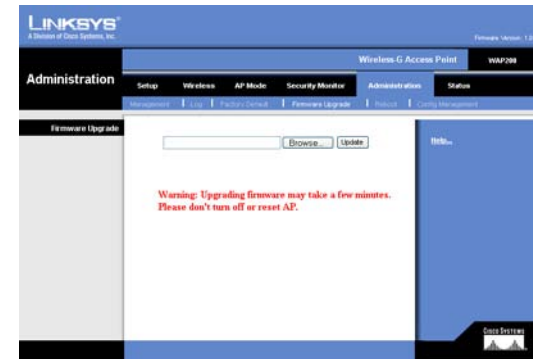 LINKSYS®
A Division of Cisco Systems, Inc.
Firmware Version: 1.0
Wireless-G Access Point WAP200
Administration
Setup Wireless AP Mode Security Monitor Administration Status
Management Log Factory Default Firmware Upgrade Reboot Config Management
Firmware Upgrade
Browse... Update
Help...
Warning: Upgrading firmware may take a few minutes.
Please don't turn off or reset AP.
CISCO SYSTEMS